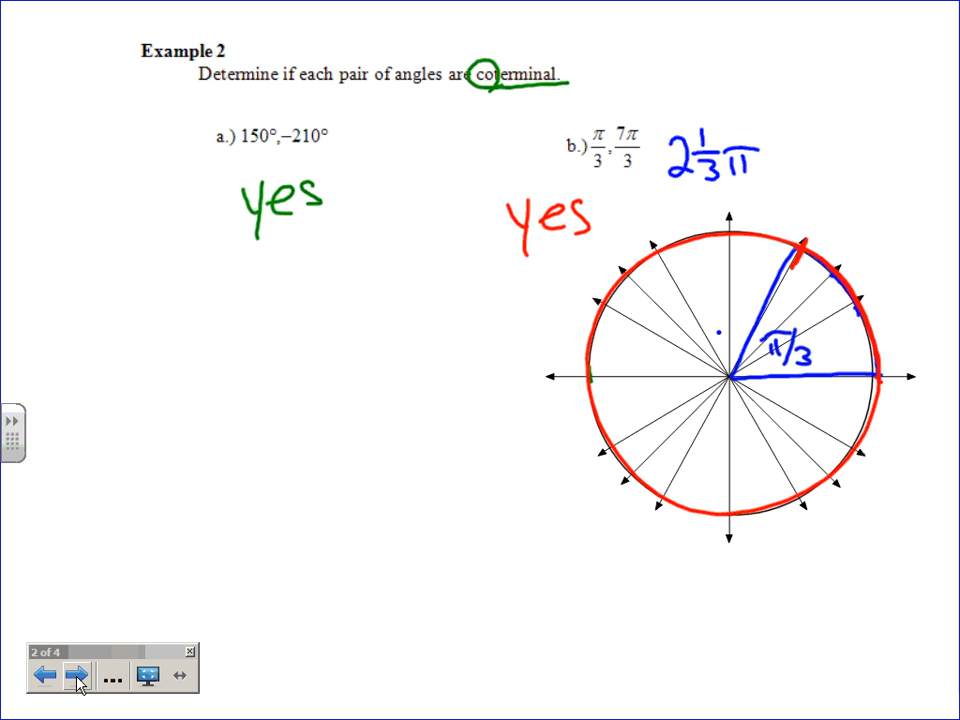 Example 2
Determine if each pair of angles are coterminal.
a.) 150°,−210°
b.) π/3, 7π/3 2 1/3 π
yes
yes
π/3
2 of 4